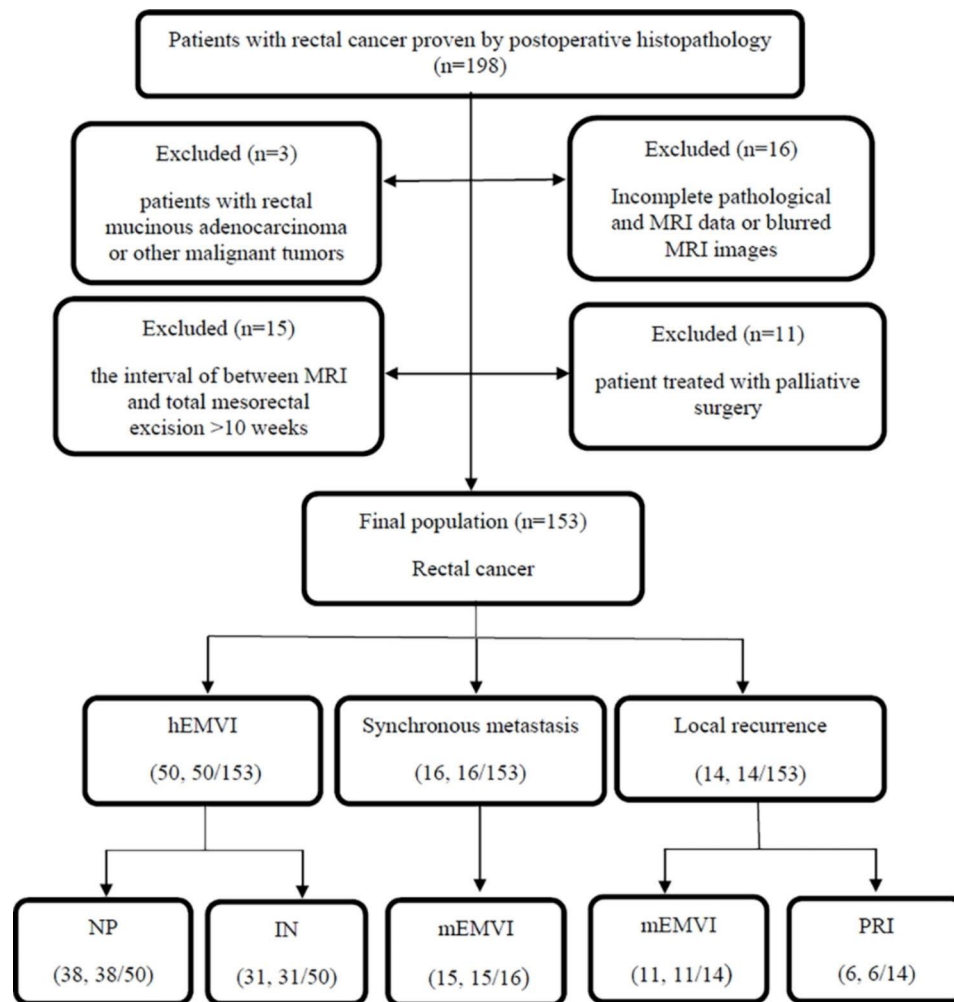 Patients with rectal cancer proven by postoperative histopathology
(n=198)
Excluded (n=3)
patients with rectal
mucinous adenocarcinoma
or other malignant tumors
Excluded (n=16)
Incomplete pathological
and MRI data or blurred
MRI images
Excluded (n=15)
the interval of between MRI
and total mesorectal
excision >10 weeks
Excluded (n=11)
patient treated with palliative
surgery
Final population (n=153)
Rectal cancer
hEMVI
(50, 50/153)
Synchronous metastasis
(16, 16/153)
Local recurrence
(14, 14/153)
NP
(38, 38/50)
IN
(31, 31/50)
mEMVI
(15, 15/16)
mEMVI
(11, 11/14)
PRI
(6, 6/14)